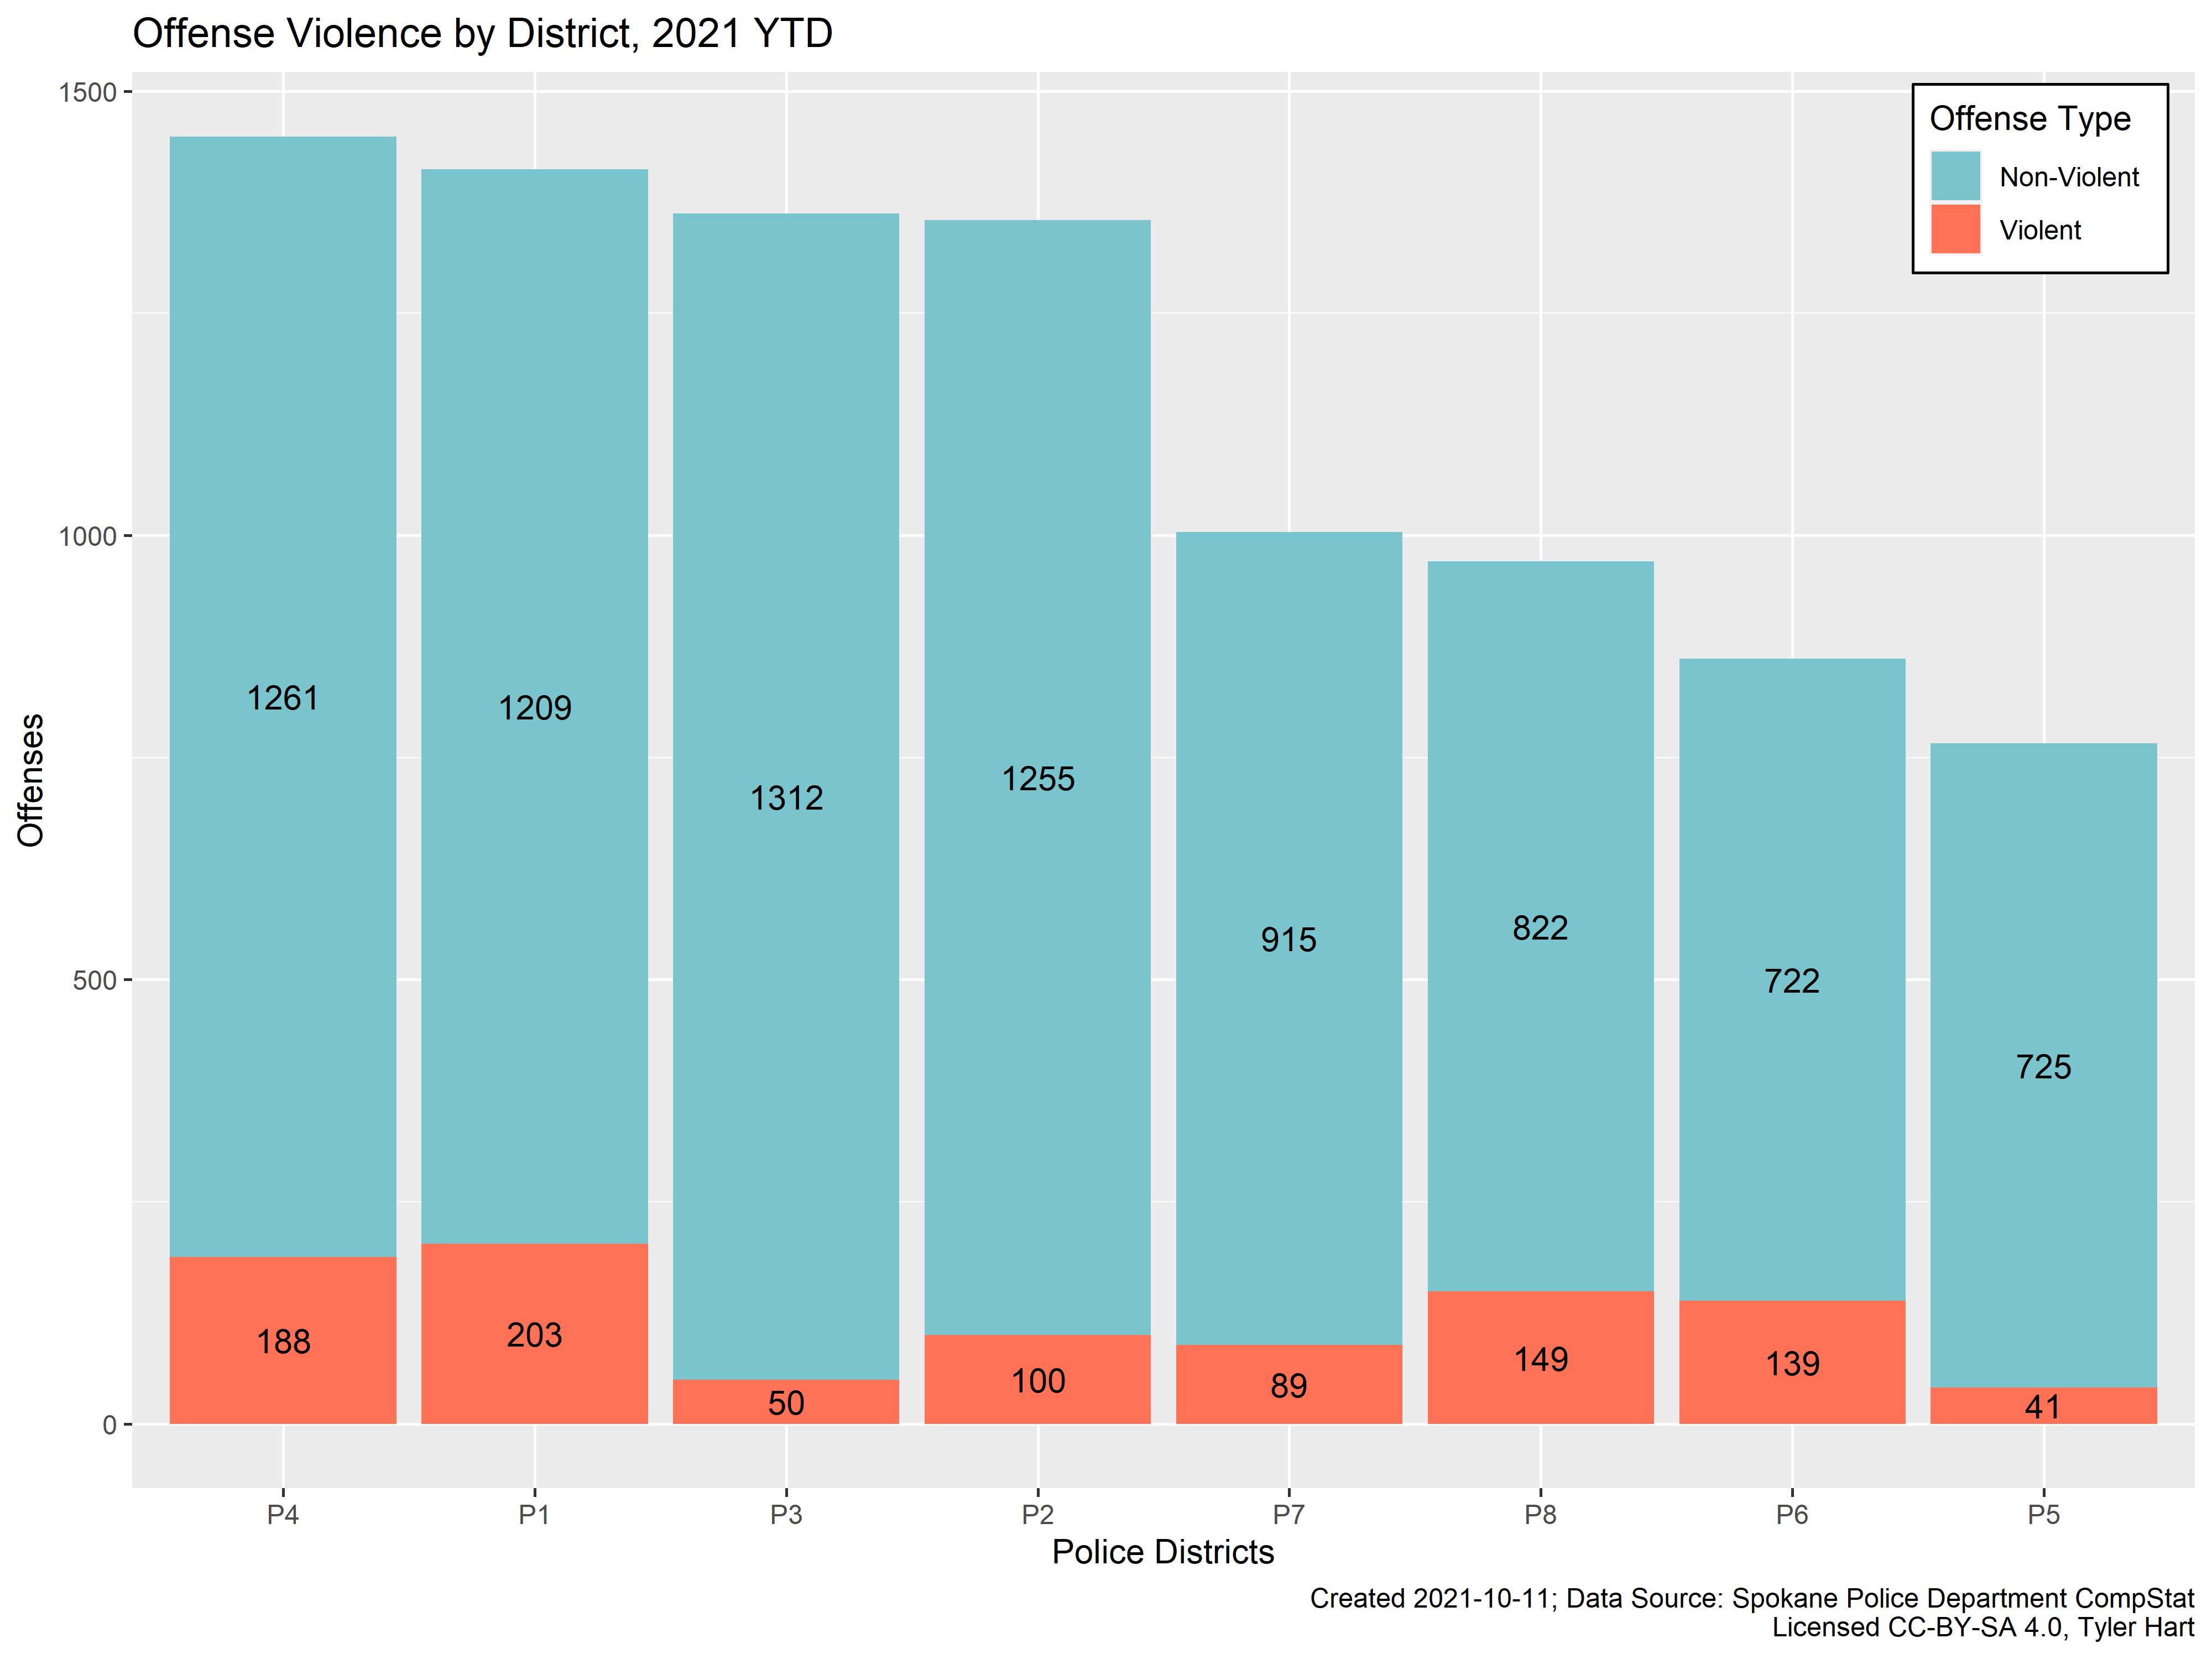 Offense Violence by District, 2021 YTD
Offense Type
Non-Violent
Violent
1500
1000
500
0
Offenses
1261
1209
1312
1255
915
822
722
725
188
203
50
100
89
149
139
41
P4
P1
P3
P2
P7
P8
P6
P5
Police Districts
Created 2021-10-11; Data Source: Spokane Police Department CompStat
Licensed CC-BY-SA 4.0, Tyler Hart